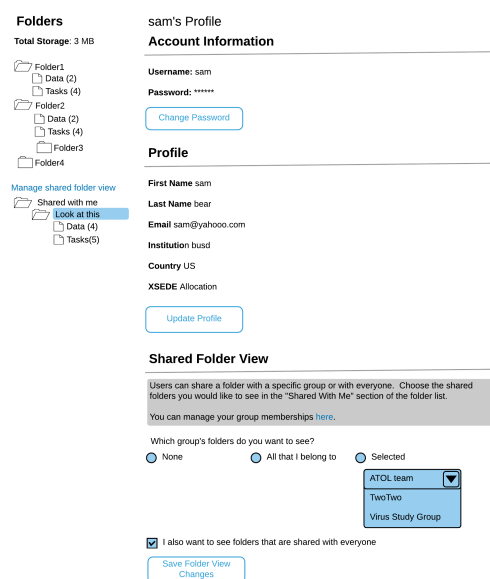 Folders
Total Storage: 3 MB
Folder1
Data (2)
Tasks (4)
Folder2
Data (2)
Tasks (4)
Folder3
Folder4
Manage shared folder view
Shared with me
Look at this
Data (4)
Tasks(5)
sam's Profile
Account Information
Username: sam
Password: ******
Change Password
Profile
First Name sam
Last Name bear
Email sam@yahooo.com
Institution busd
Country US
XSEDE Allocation
Update Profile
Shared Folder View
Users can share a folder with a specific group or with everyone. Choose the shared
folders you would like to see in the "Shared With Me" section of the folder list.
You can manage your group memberships here.
Which group's folders do you want to see?
None All that I belong to Selected
ATOL team
TwoTwo
Virus Study Group
I also want to see folders that are shared with everyone
Save Folder View
Changes